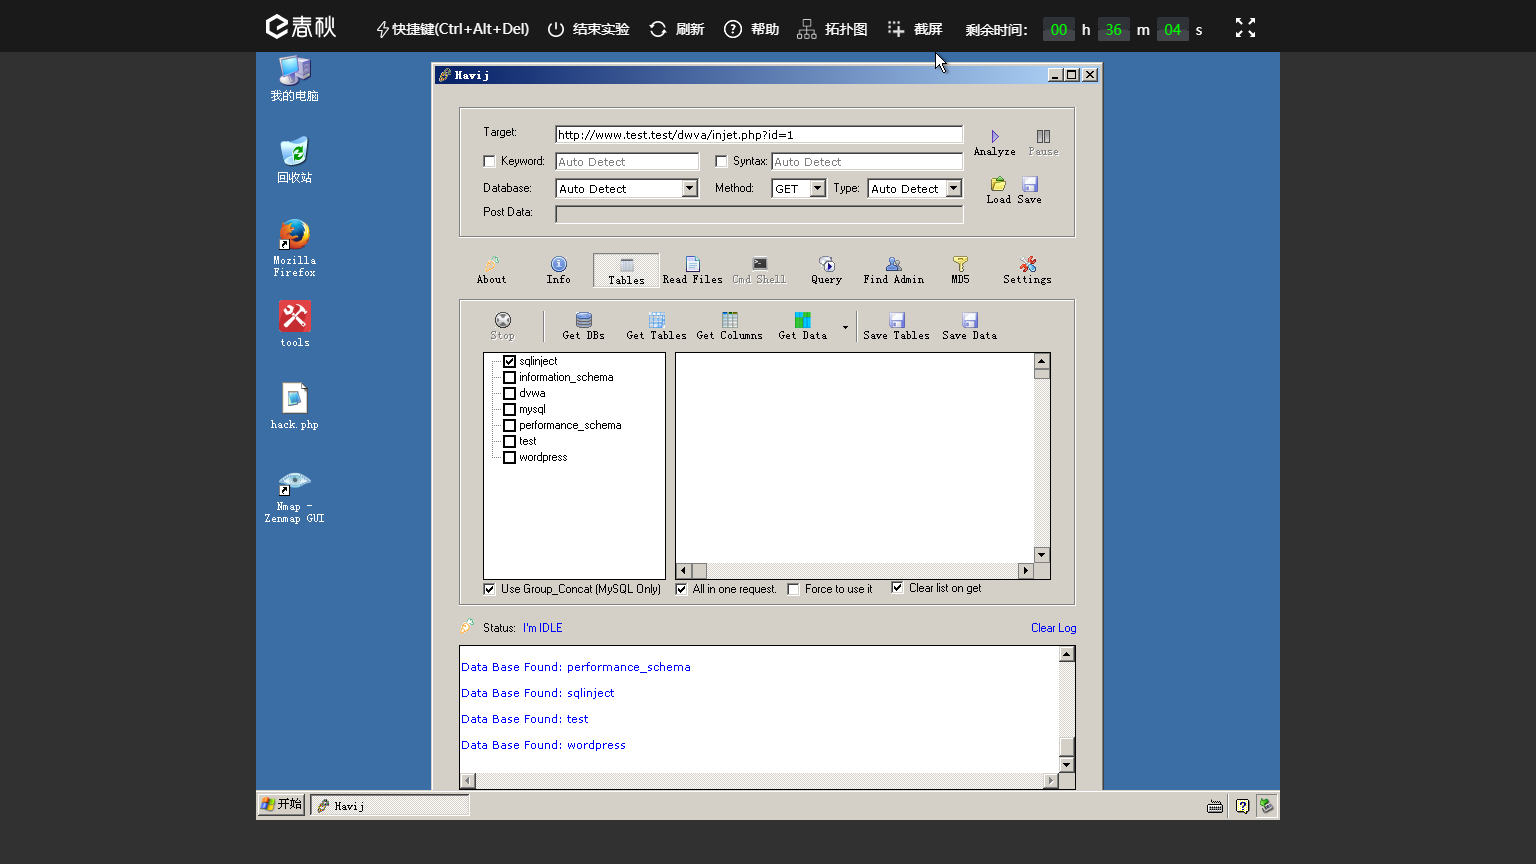 e春秋
快捷键(Ctrl+Alt+Del)
结束实验
刷新
帮助
拓扑图
截屏
剩余时间:
00 h 36 m 04 s
我的电脑
回收站
Mozilla
Firefox
tools
hack.php
Nmap -
Zenmap GUI
Havij
Target:
http://www.test.test/dwva/injet.php?id=1
Analyze
Pause
Keyword:
Auto Detect
Syntax:
Auto Detect
Database:
Auto Detect
Method:
GET
Type:
Auto Detect
Load
Save
Post Data:
About
Info
Tables
Read Files
Cmd Shell
Query
Find Admin
MD5
Settings
Stop
Get DBs
Get Tables
Get Columns
Get Data
Save Tables
Save Data
sqlinject
information_schema
dvwa
mysql
performance_schema
test
wordpress
Use Group_Concat (MySQL Only)
All in one request.
Force to use it
Clear list on get
Status: I'm IDLE
Clear Log
Data Base Found: performance_schema
Data Base Found: sqlinject
Data Base Found: test
Data Base Found: wordpress
开始
Havij